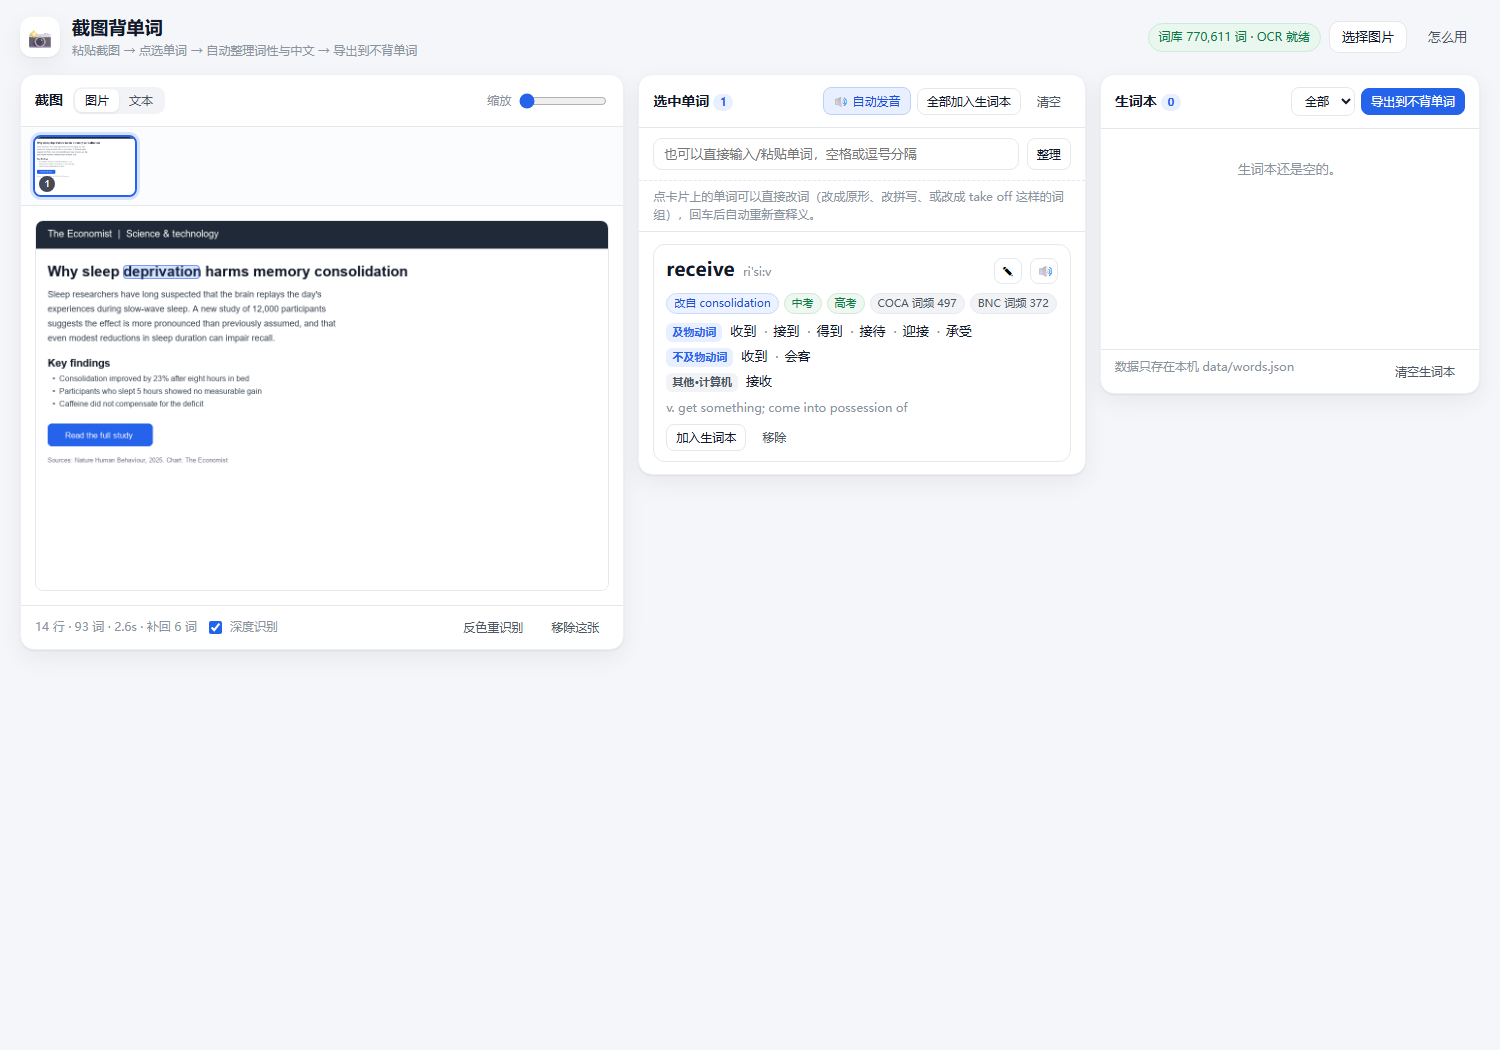 截图背单词
粘贴截图 → 点选单词 → 自动整理词性与中文 → 导出到不背单词
词库 770,611 词 · OCR 就绪
选择图片
怎么用
截图
图片
文本
缩放
1
The Economist | Science & technology
Why sleep deprivation harms memory consolidation
Sleep researchers have long suspected that the brain replays the day's
experiences during slow-wave sleep. A new study of 12,000 participants
suggests the effect is more pronounced than previously assumed, and that
even modest reductions in sleep duration can impair recall.
Key findings
• Consolidation improved by 23% after eight hours in bed
• Participants who slept 5 hours showed no measurable gain
• Caffeine did not compensate for the deficit
Read the full study
Sources: Nature Human Behaviour, 2025. Chart: The Economist
14 行 · 93 词 · 2.6s · 补回 6 词
深度识别
反色重识别
移除这张
选中单词 1
自动发音
全部加入生词本
清空
也可以直接输入/粘贴单词，空格或逗号分隔
整理
点卡片上的单词可以直接改词（改成原形、改拼写、或改成 take off 这样的词
组），回车后自动重新查释义。
receive ri'si:v
改自 consolidation
中考
高考
COCA 词频 497
BNC 词频 372
及物动词 收到 · 接到 · 得到 · 接待 · 迎接 · 承受
不及物动词 收到 · 会客
其他•计算机 接收
v. get something; come into possession of
加入生词本
移除
生词本 0
全部
导出到不背单词
生词本还是空的。
数据只存在本机 data/words.json
清空生词本